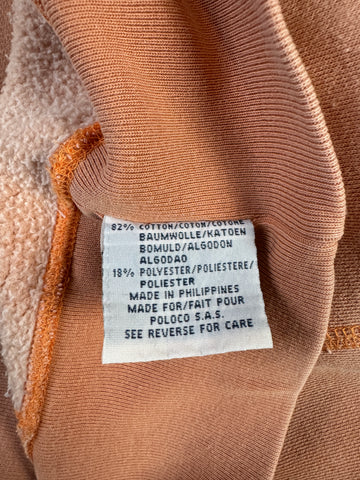 82% COTTON/COTON/COTONE
BAUMWOLLE/KATOEN
BOMULD/ALGODON
ALGODAO
18% POLYESTER/POLIESTERE/
POLIESTER
MADE IN PHILIPPINES
MADE FOR/FAIT POUR
POLOCO S.A.S.
SEE REVERSE FOR CARE